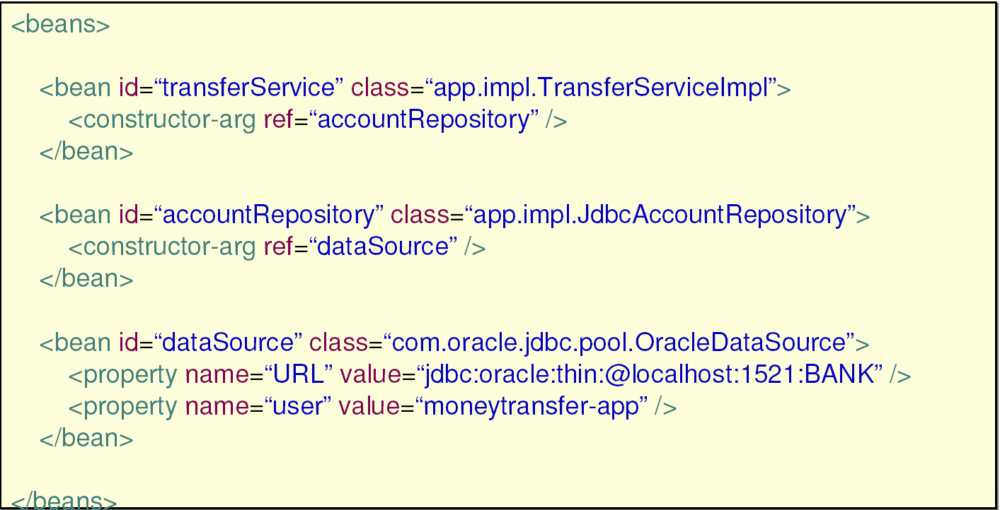 <beans>
<bean id=“transferService” class=“app.impl.TransferServiceImpl”>
<constructor-arg ref=“accountRepository” />
</bean>
<bean id=“accountRepository” class=“app.impl.JdbcAccountRepository”>
<constructor-arg ref=“dataSource” />
</bean>
<bean id=“dataSource” class=“com.oracle.jdbc.pool.OracleDataSource”>
<property name=“URL” value=“jdbc:oracle:thin:@localhost:1521:BANK” />
<property name=“user” value=“moneytransfer-app” />
</bean>
</beans>